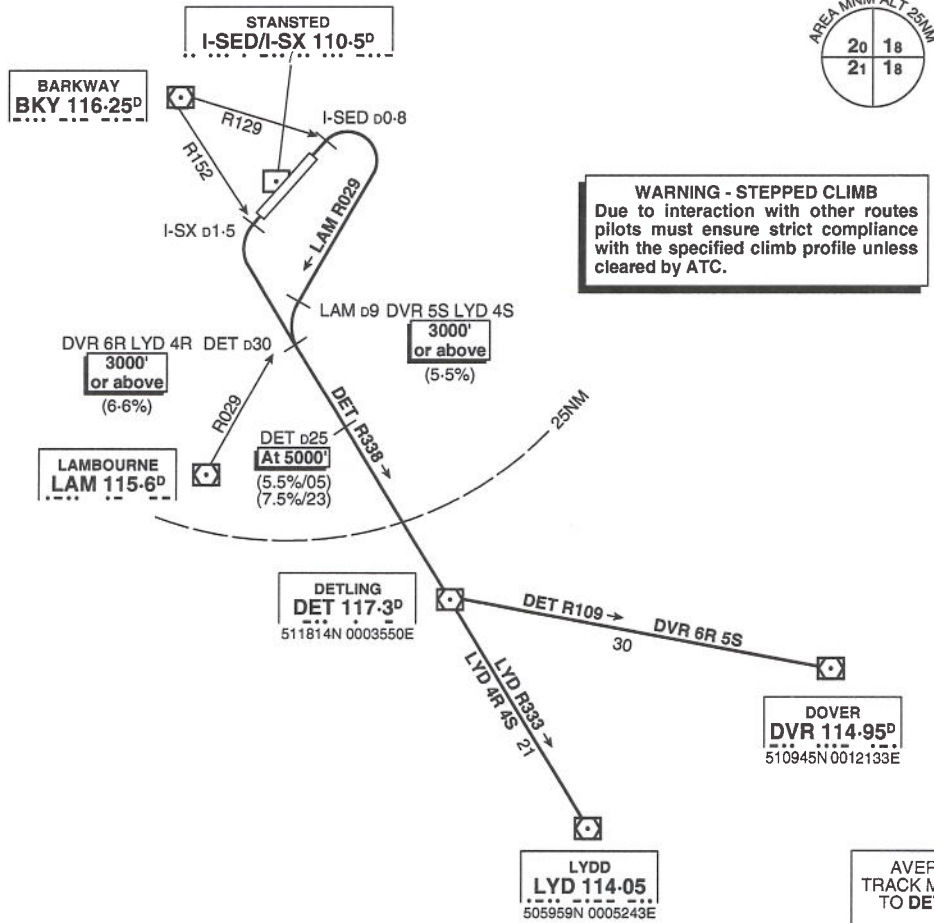 STANSTED
I-SED/I-SX 110·5D
AREA MNM ALT 25NM
20 18
21 18
BARKWAY
BKY 116·25D
R129
I-SED D0·8
R152
WARNING - STEPPED CLIMB
Due to interaction with other routes
pilots must ensure strict compliance
with the specified climb profile unless
cleared by ATC.
← LAM R029
I-SX D1·5
LAM D9 DVR 5S LYD 4S
3000'
or above
(5·5%)
DVR 6R LYD 4R DET D30
3000'
or above
(6·6%)
R029
DET R338 →
25NM
DET D25
At 5000'
(5.5%/05)
(7.5%/23)
LAMBOURNE
LAM 115·6D
DETLING
DET 117·3D
511814N 0003550E
DET R109 →
DVR 6R 5S
30
LYD R333 →
LYD 4R 4S 21
DOVER
DVR 114·95D
510945N 0012133E
LYDD
LYD 114·05
505959N 0005243E
AVER
TRACK M
TO DE